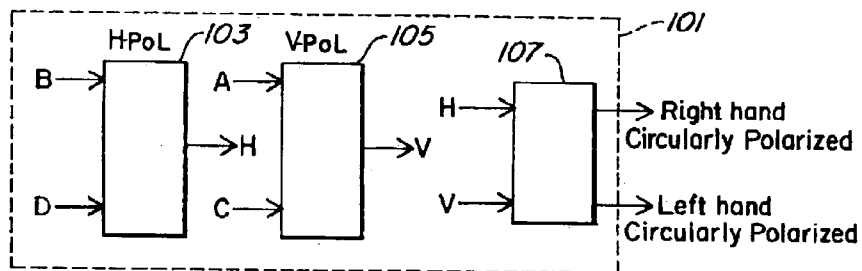 H-PoL 103
V-PoL 105
101
107
B
D
H
A
C
V
H
V
Right hand
Circularly Polarized
Left hand
Circularly Polarized